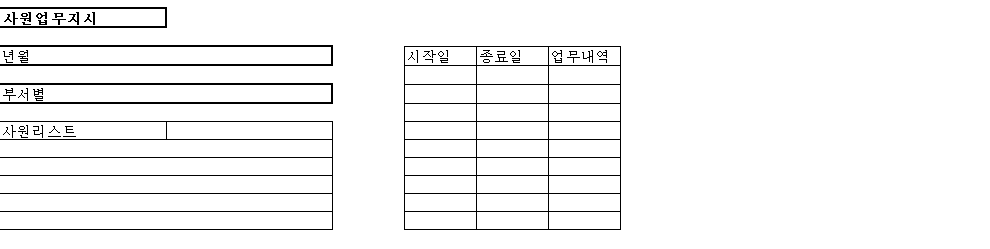 사원업무지시
년월
시작일 종료일 업무내역
부서별
사원리스트